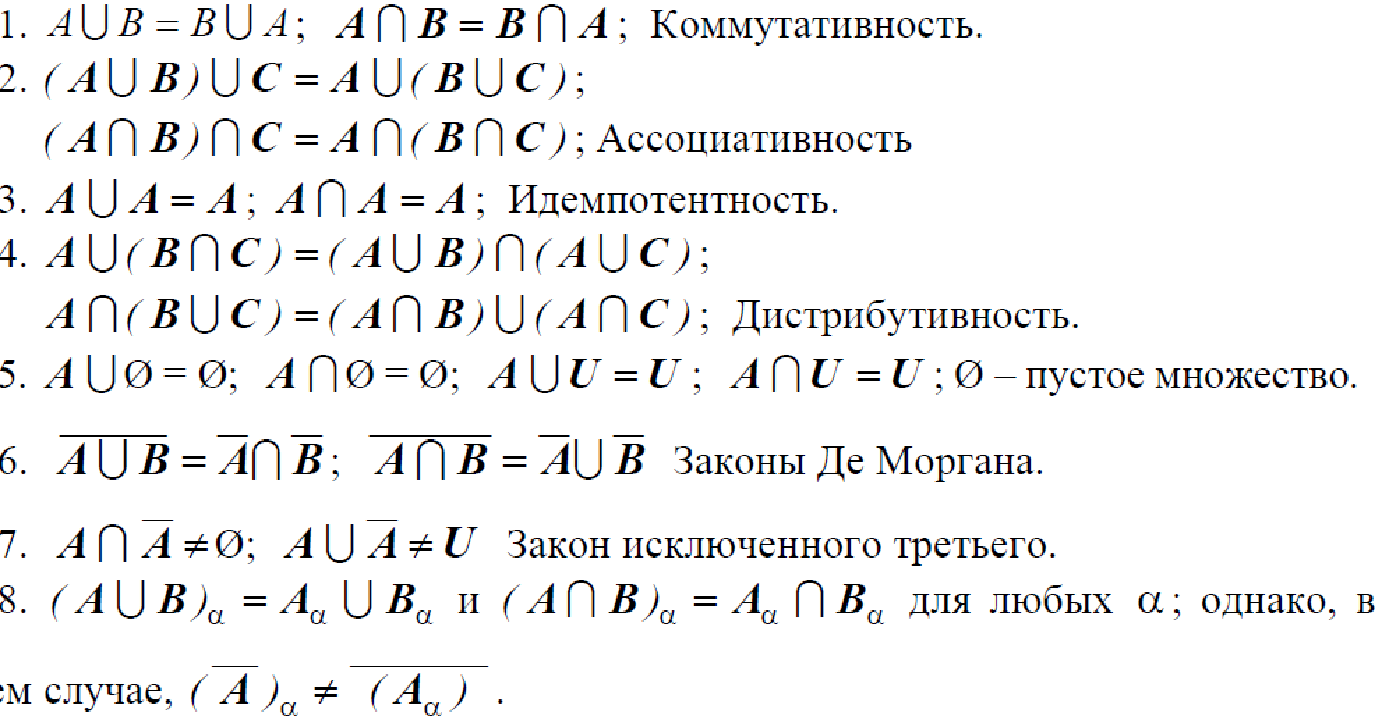 1. A⋃B = B⋃A; A⋂B = B⋂A; Коммутативность.
2. (A⋃B)⋃C = A⋃(B⋃C);
(A⋂B)⋂C = A⋂(B⋂C); Ассоциативность
3. A⋃A = A; A⋂A = A; Идемпотентность.
4. A⋃(B⋂C) = (A⋃B)⋂(A⋃C);
A⋂(B⋃C) = (A⋂B)⋃(A⋂C); Дистрибутивность.
5. A⋃Ø = Ø; A⋂Ø = Ø; A⋃U = U; A⋂U = U; Ø – пустое множество.
6. A̅⋃̅B̅ = A̅⋂B̅; A̅⋂̅B̅ = A̅⋃B̅ Законы Де Моргана.
7. A⋂A̅ ≠ Ø; A⋃A̅ ≠ U Закон исключенного третьего.
8. (A⋃B)α = Aα⋃Bα и (A⋂B)α = Aα⋂Bα для любых α; однако, в
ем случае, (A̅)α ≠ (̅A̅α̅)̅.